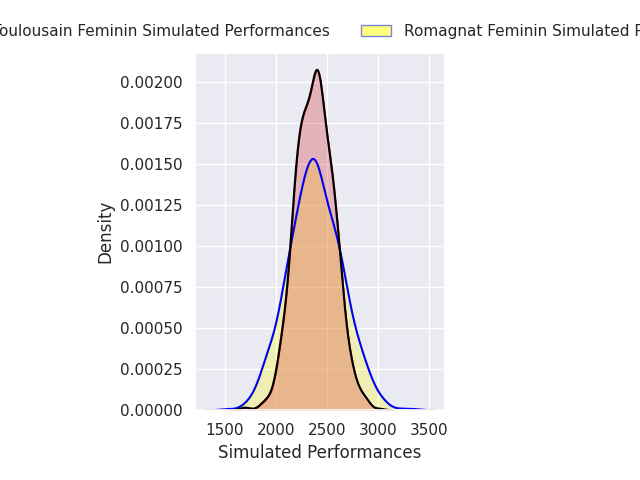 Toulousain Feminin Simulated Performances
Romagnat Feminin Simulated
0.00200
0.00175
0.00150
0.00125
0.00100
0.00075
0.00050
0.00025
0.00000
Density
1500 2000 2500 3000 3500
Simulated Performances